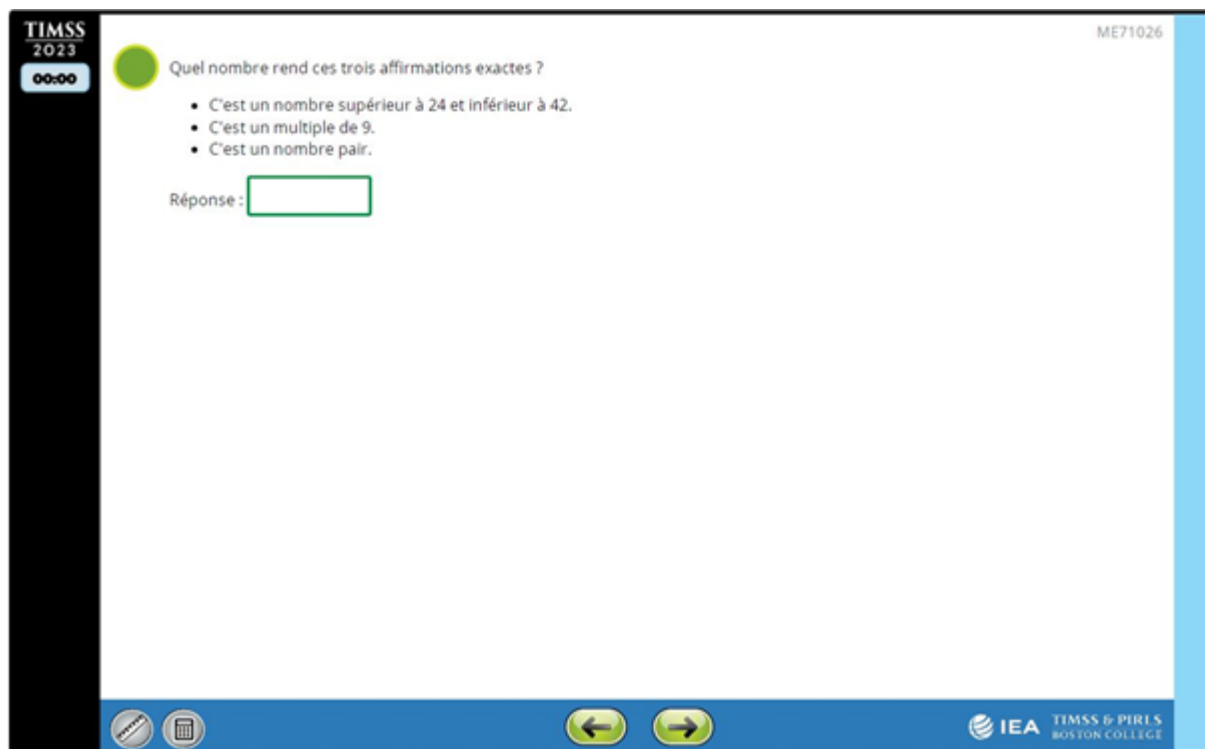 TIMSS
2023
00:00
ME71026
Quel nombre rend ces trois affirmations exactes ?
• C'est un nombre supérieur à 24 et inférieur à 42.
• C'est un multiple de 9.
• C'est un nombre pair.
Réponse :
IEA
TIMSS & PIRLS
BOSTON COLLEGE